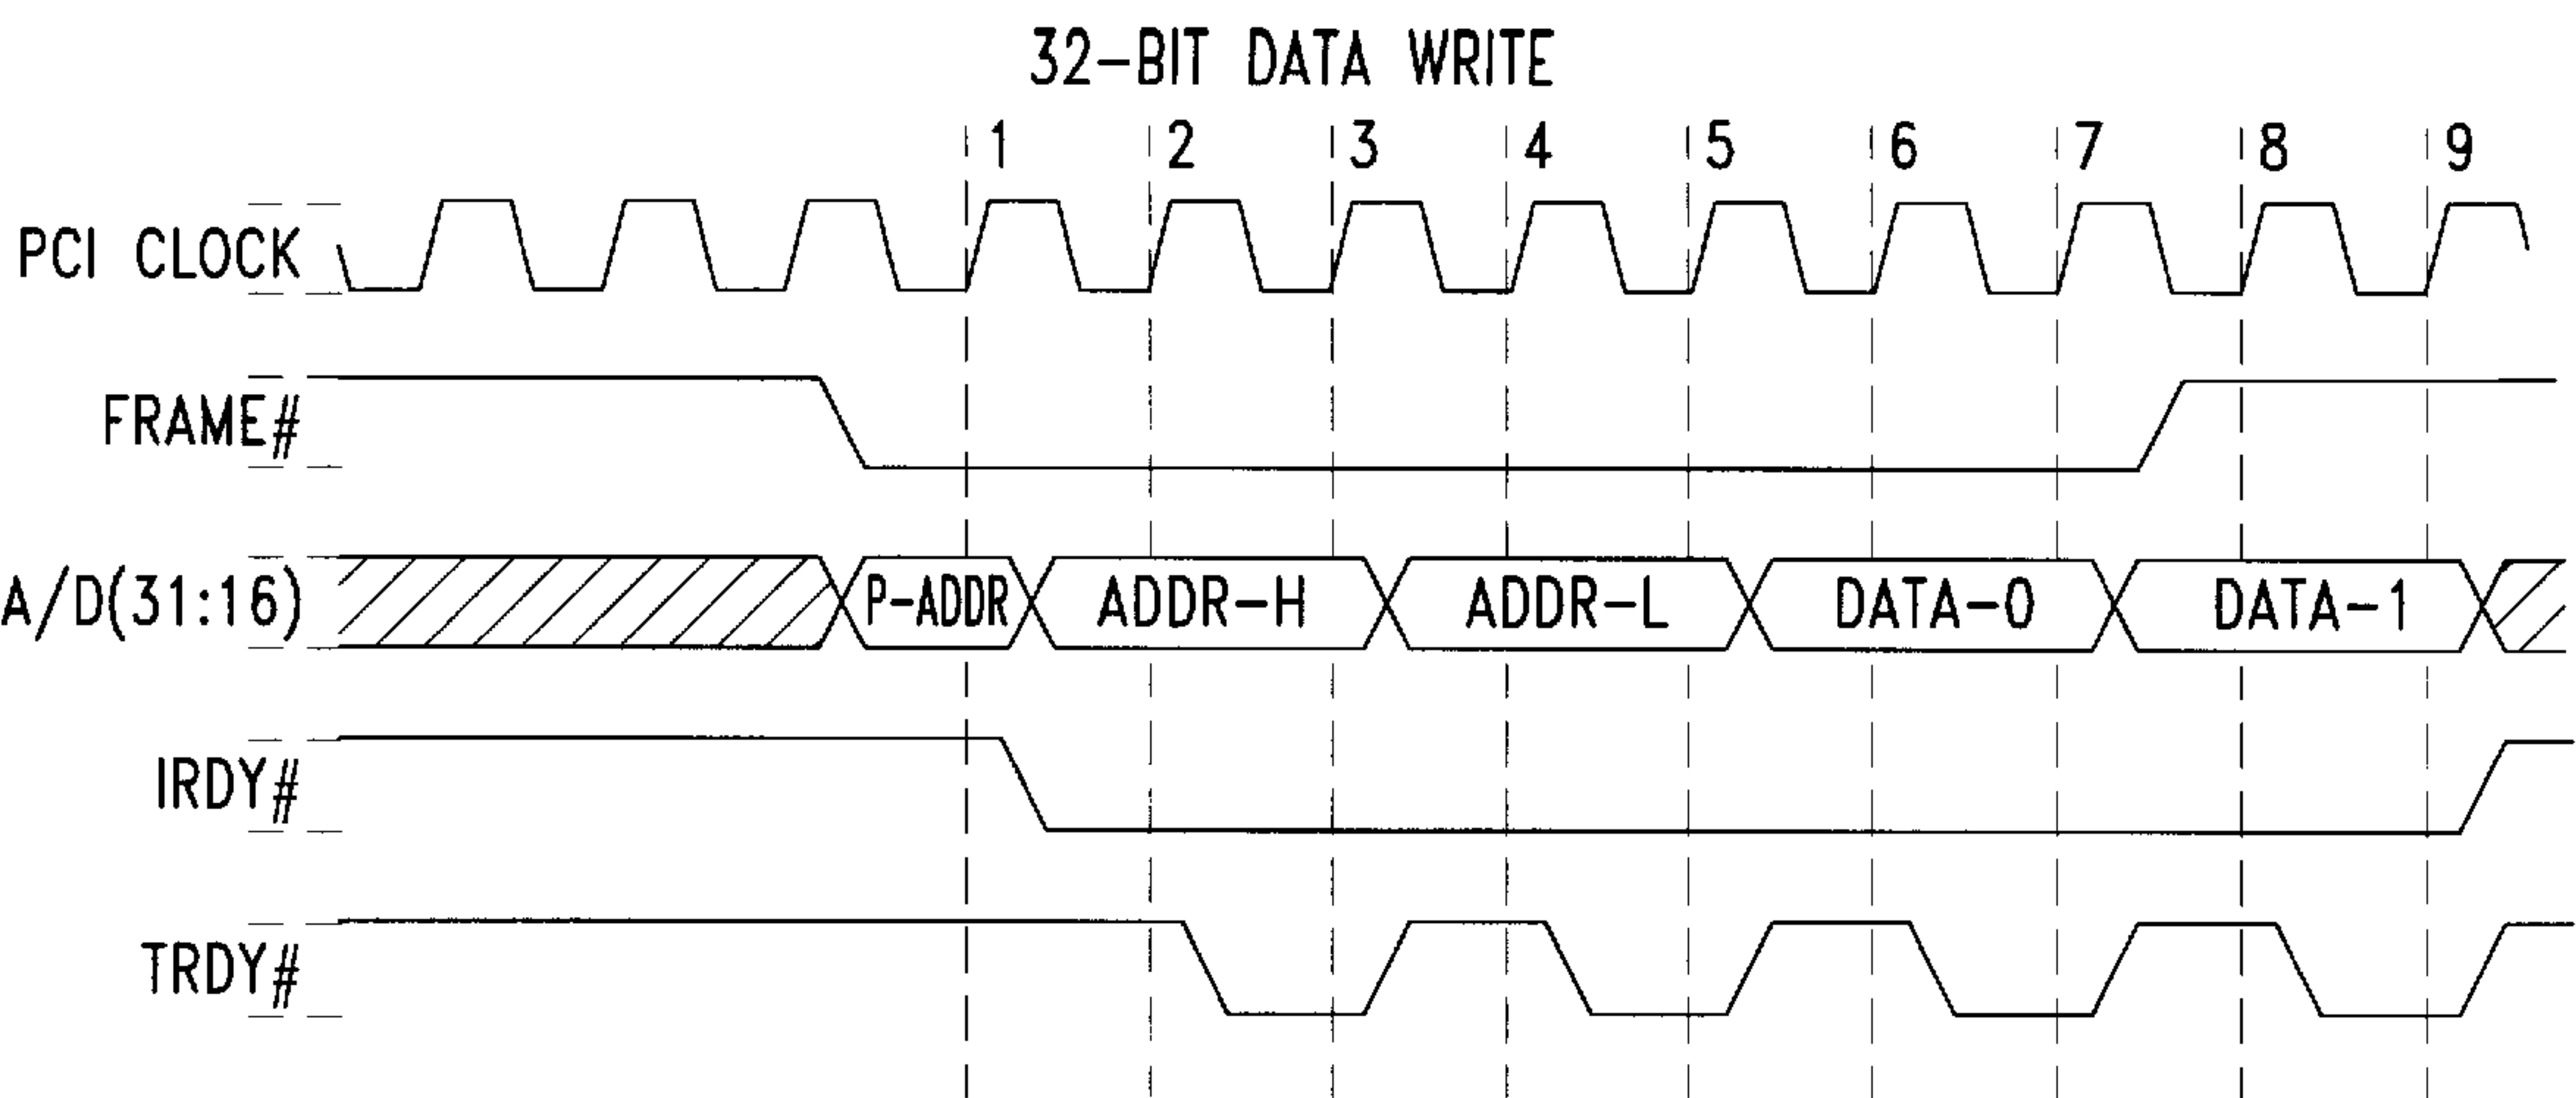 32-BIT DATA WRITE
1 2 3 4 5 6 7 8 9
PCI CLOCK
FRAME#
A/D(31:16) P-ADDR ADDR-H ADDR-L DATA-0 DATA-1
IRDY#
TRDY#